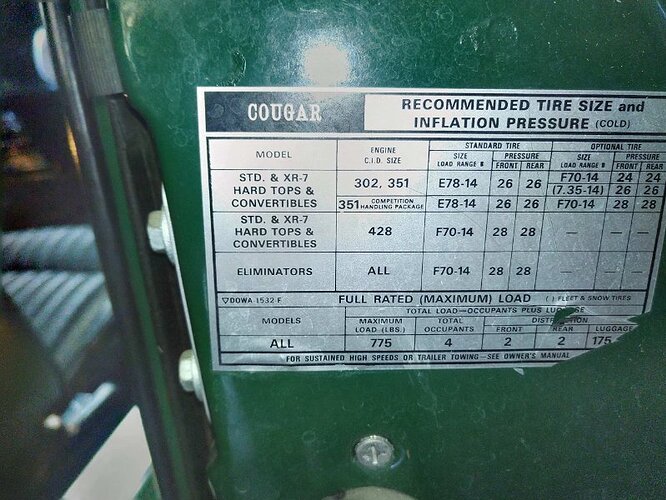 COUGAR RECOMMENDED TIRE SIZE and
INFLATION PRESSURE (COLD)
MODEL ENGINE C.I.D. SIZE STANDARD TIRE OPTIONAL TIRE
SIZE LOAD RANGE B PRESSURE SIZE LOAD RANGE B PRESSURE
FRONT REAR FRONT REAR
STD. & XR-7 302, 351 E78-14 26 26 F70-14 24 24
HARD TOPS & (7.35-14) 26 26
CONVERTIBLES 351 COMPETITION HANDLING PACKAGE E78-14 26 26 F70-14 28 28
STD. & XR-7
HARD TOPS & 428 F70-14 28 28 — — —
CONVERTIBLES
ELIMINATORS ALL F70-14 28 28 — — —
▽DOWA 1532-F FULL RATED (MAXIMUM) LOAD ( ) FLEET & SNOW TIRES
TOTAL LOAD—OCCUPANTS PLUS
MODELS MAXIMUM LOAD (LBS.) TOTAL OCCUPANTS FRONT REAR LUGGAGE
ALL 775 4 2 2 175
FOR SUSTAINED HIGH SPEEDS OR TRAILER TOWING—SEE OWNER'S MANUAL